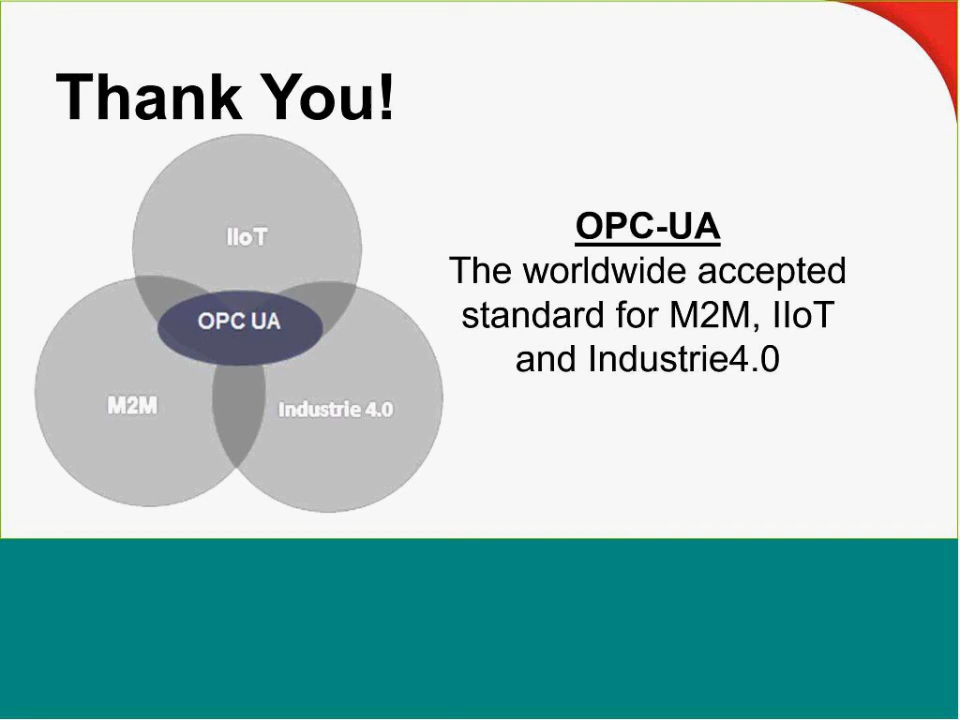 Thank You!
IIoT
OPC UA
M2M
Industrie 4.0
OPC-UA
The worldwide accepted
standard for M2M, IIoT
and Industrie4.0